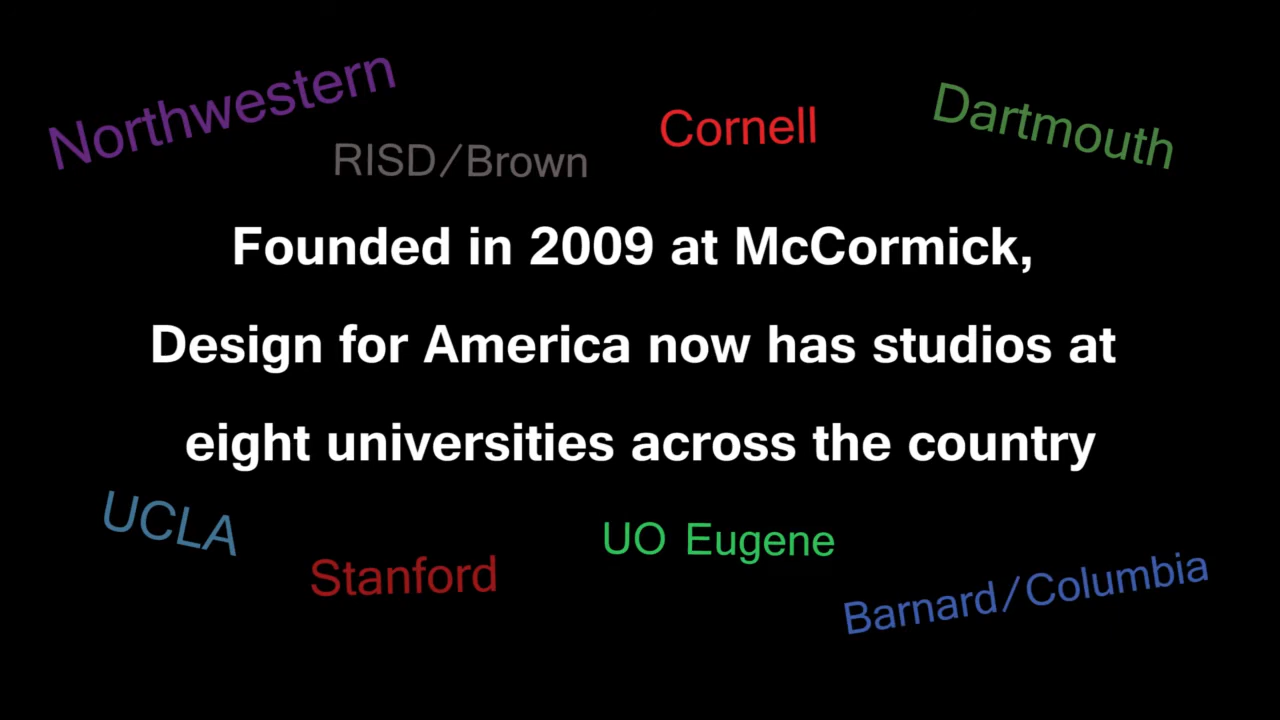 Northwestern
RISD/Brown
Cornell
Dartmouth
Founded in 2009 at McCormick,
Design for America now has studios at
eight universities across the country
UCLA
Stanford
UO Eugene
Barnard/Columbia